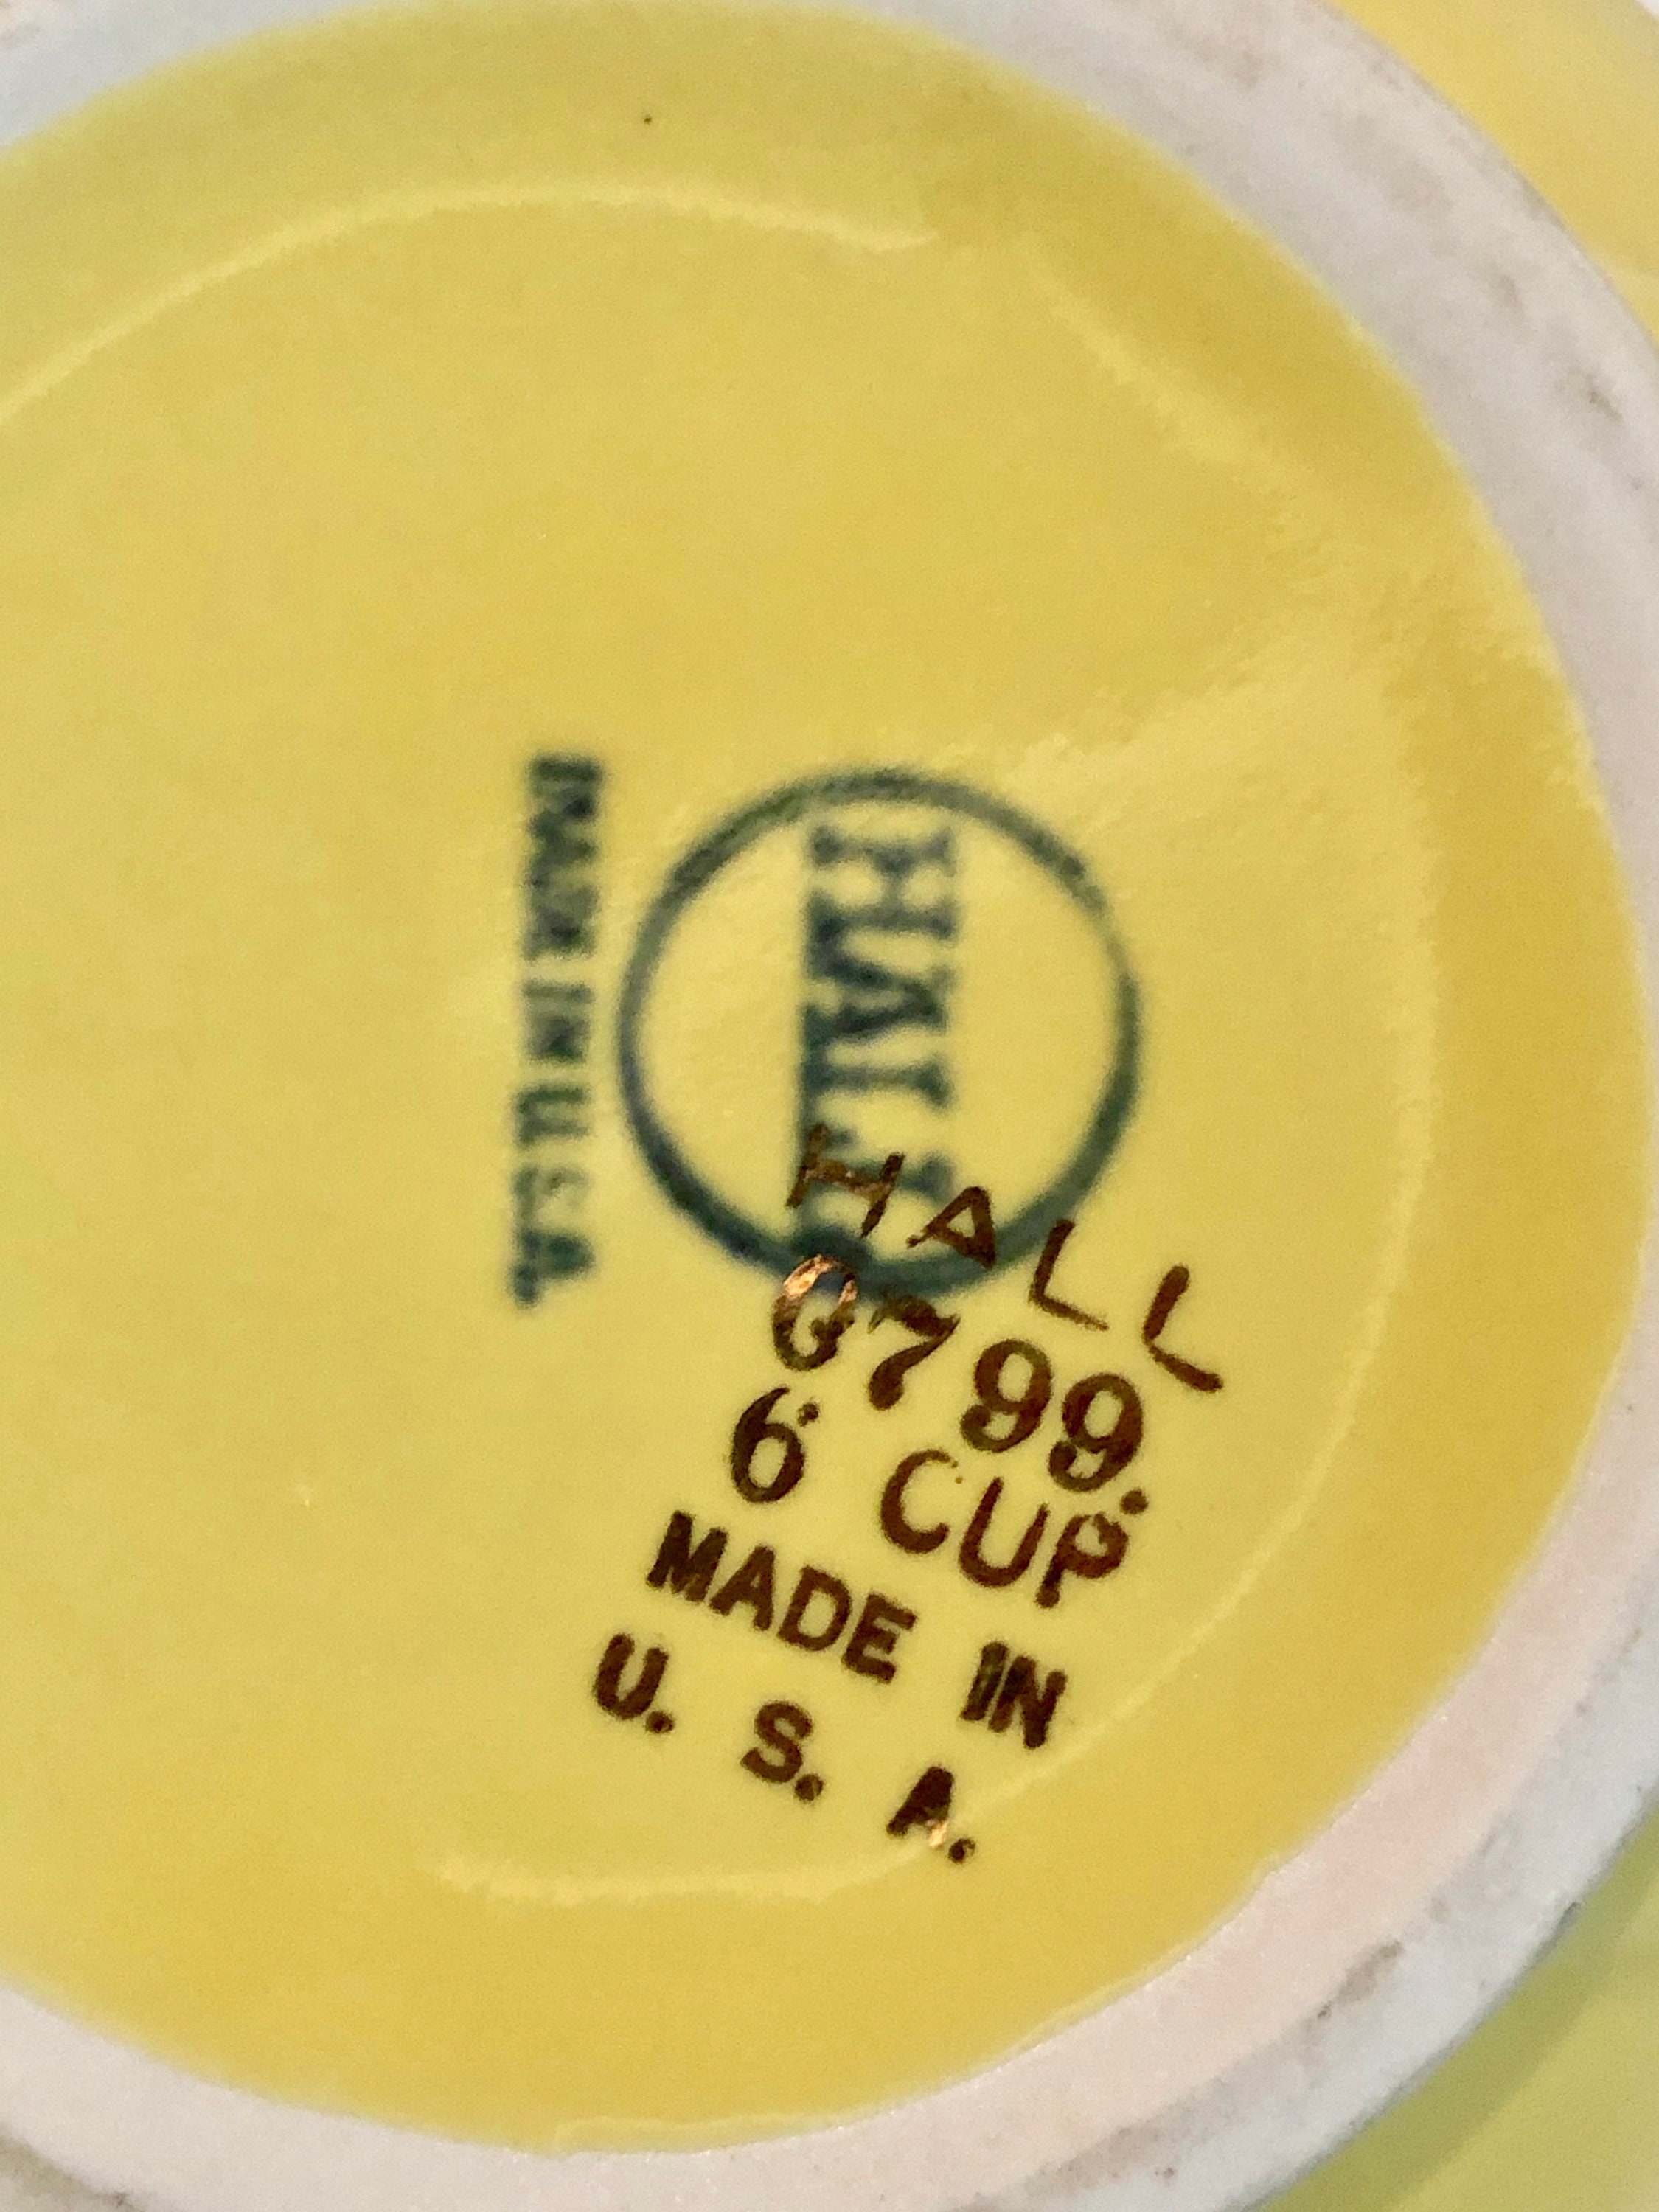 HALL
MADE IN U.S.A.
HALL
0799.
6 CUP
MADE IN
U. S. A.